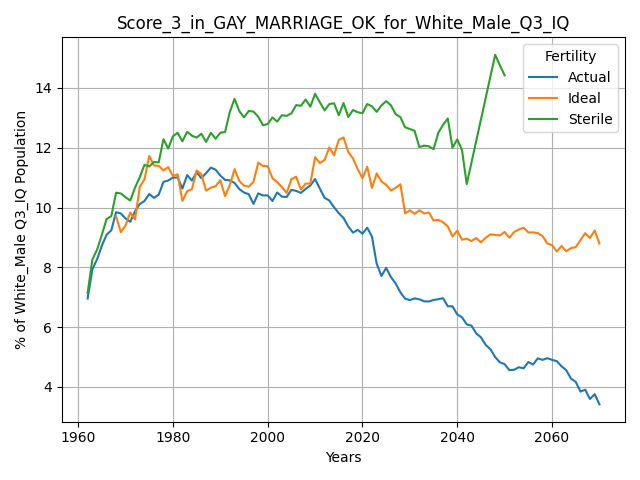 Score_3_in_GAY_MARRIAGE_OK_for_White_Male_Q3_IQ
Fertility
Actual
Ideal
Sterile
% of White_Male Q3_IQ Population
14
12
10
8
6
4
1960
1980
2000
2020
2040
2060
Years